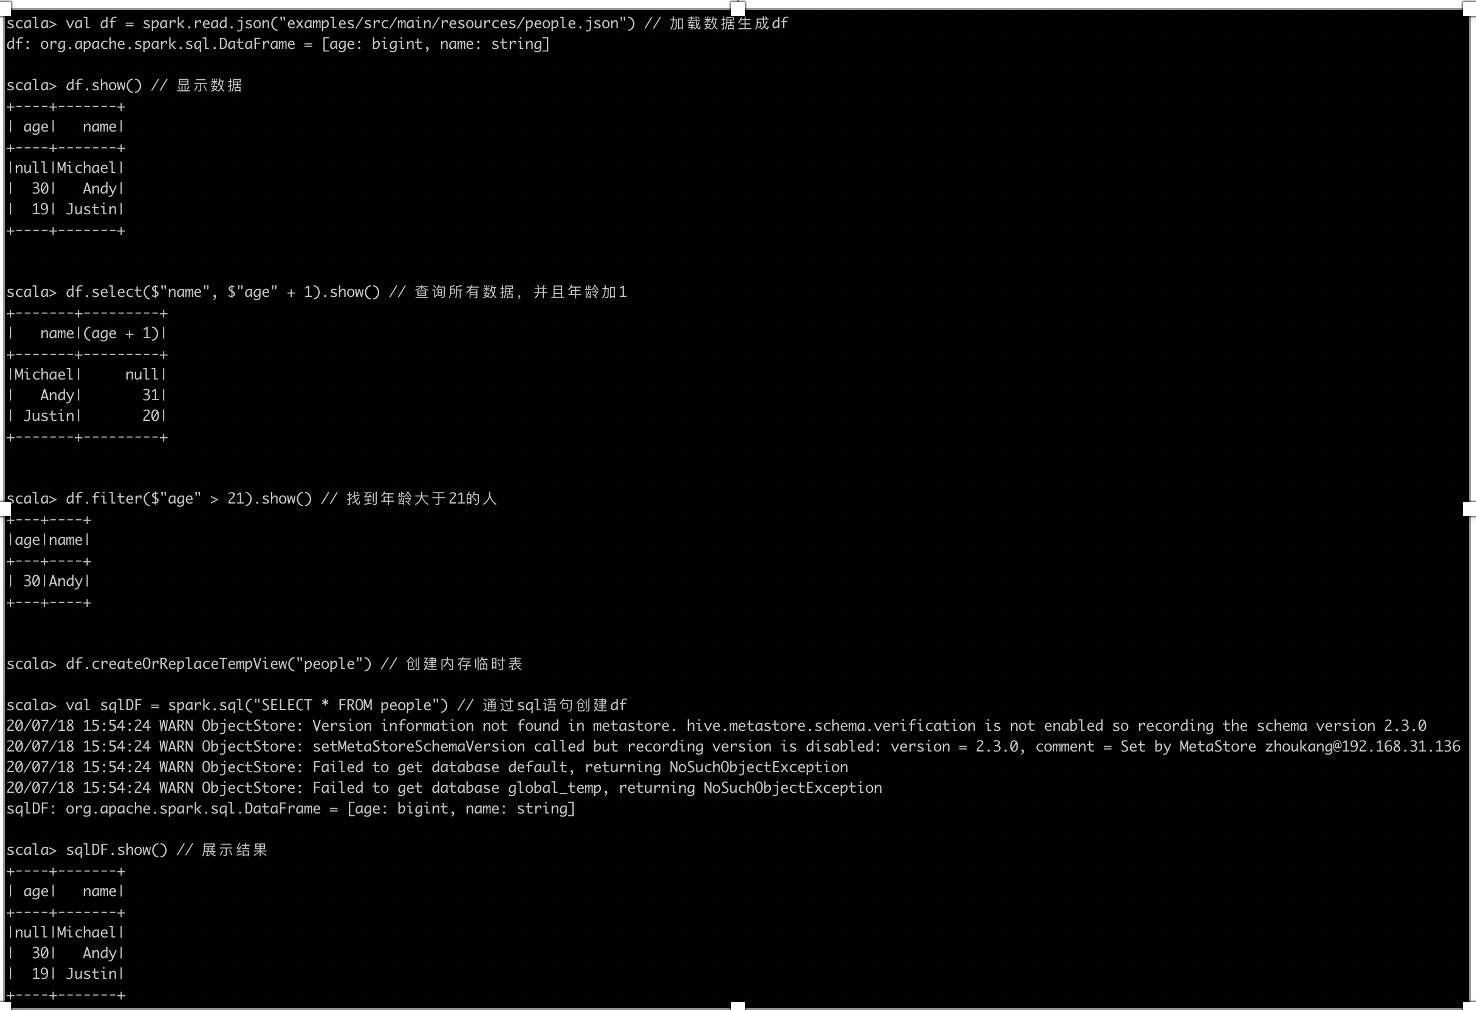 scala> val df = spark.read.json("examples/src/main/resources/people.json") // 加载数据生成df
df: org.apache.spark.sql.DataFrame = [age: bigint, name: string]
scala> df.show() // 显示数据
+----+-------+
| age|   name|
+----+-------+
|null|Michael|
|  30|   Andy|
|  19| Justin|
+----+-------+
scala> df.select($"name", $"age" + 1).show() // 查询所有数据，并且年龄加1
+-------+---------+
|   name|(age + 1)|
+-------+---------+
|Michael|     null|
|   Andy|       31|
| Justin|       20|
+-------+---------+
scala> df.filter($"age" > 21).show() // 找到年龄大于21的人
+---+----+
|age|name|
+---+----+
| 30|Andy|
+---+----+
scala> df.createOrReplaceTempView("people") // 创建内存临时表
scala> val sqlDF = spark.sql("SELECT * FROM people") // 通过sql语句创建df
20/07/18 15:54:24 WARN ObjectStore: Version information not found in metastore. hive.metastore.schema.verification is not enabled so recording the schema version 2.3.0
20/07/18 15:54:24 WARN ObjectStore: setMetaStoreSchemaVersion called but recording version is disabled: version = 2.3.0, comment = Set by MetaStore zhoukang@192.168.31.136
20/07/18 15:54:24 WARN ObjectStore: Failed to get database default, returning NoSuchObjectException
20/07/18 15:54:24 WARN ObjectStore: Failed to get database global_temp, returning NoSuchObjectException
sqlDF: org.apache.spark.sql.DataFrame = [age: bigint, name: string]
scala> sqlDF.show() // 展示结果
+----+-------+
| age|   name|
+----+-------+
|null|Michael|
|  30|   Andy|
|  19| Justin|
+----+-------+